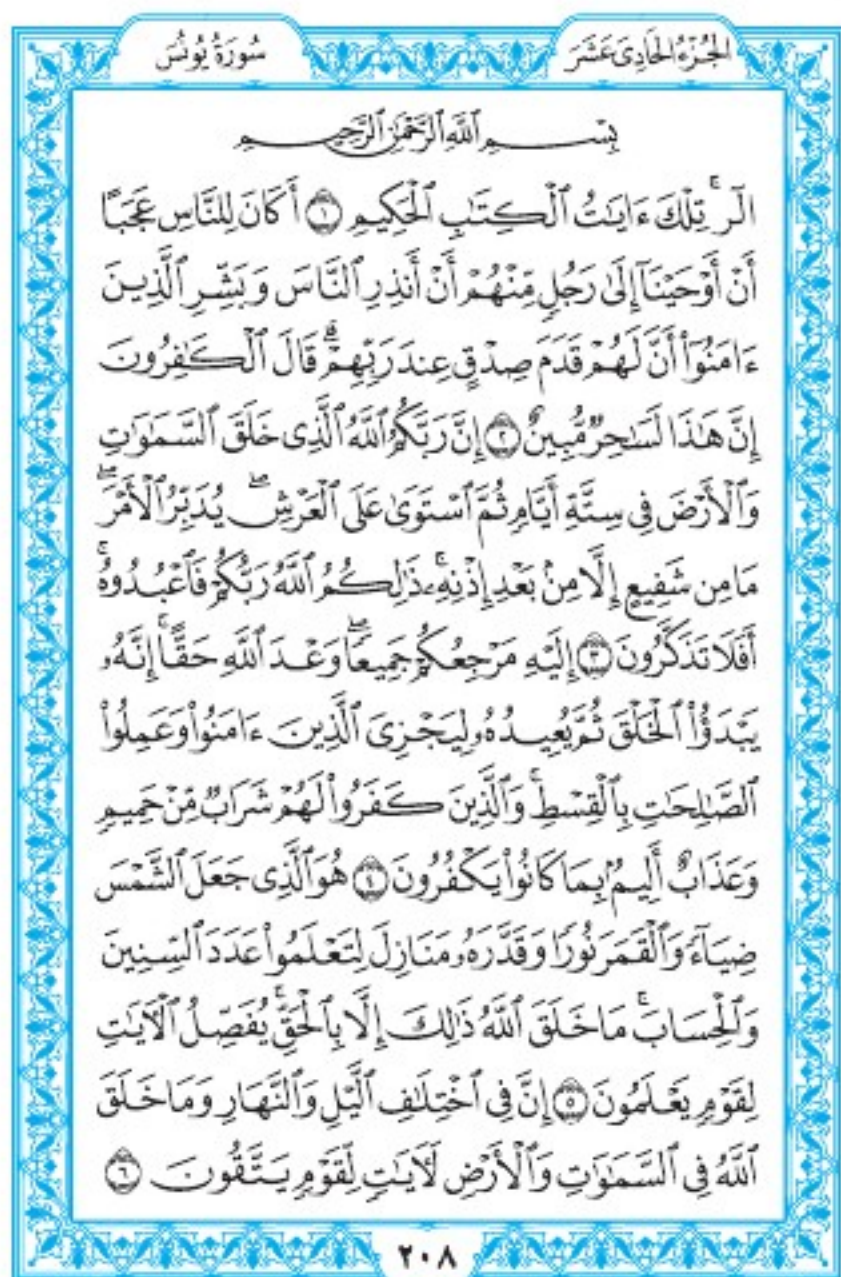 الجُزْءُ الحَادِى عَشَرَ
سُورَةُ يُونُسَ
بِسْمِ ٱللَّهِ ٱلرَّحْمَٰنِ ٱلرَّحِيمِ
الٓر ۚ تِلْكَ ءَايَٰتُ ٱلْكِتَٰبِ ٱلْحَكِيمِ ١ أَكَانَ لِلنَّاسِ عَجَبًا
أَنْ أَوْحَيْنَآ إِلَىٰ رَجُلٍ مِّنْهُمْ أَنْ أَنذِرِ ٱلنَّاسَ وَبَشِّرِ ٱلَّذِينَ
ءَامَنُوٓا۟ أَنَّ لَهُمْ قَدَمَ صِدْقٍ عِندَ رَبِّهِمْ ۗ قَالَ ٱلْكَٰفِرُونَ
إِنَّ هَٰذَا لَسَٰحِرٌ مُّبِينٌ ٢ إِنَّ رَبَّكُمُ ٱللَّهُ ٱلَّذِى خَلَقَ ٱلسَّمَٰوَٰتِ
وَٱلْأَرْضَ فِى سِتَّةِ أَيَّامٍ ثُمَّ ٱسْتَوَىٰ عَلَى ٱلْعَرْشِ ۖ يُدَبِّرُ ٱلْأَمْرَ ۖ
مَا مِن شَفِيعٍ إِلَّا مِنۢ بَعْدِ إِذْنِهِۦ ۚ ذَٰلِكُمُ ٱللَّهُ رَبُّكُمْ فَٱعْبُدُوهُ ۚ
أَفَلَا تَذَكَّرُونَ ٣ إِلَيْهِ مَرْجِعُكُمْ جَمِيعًا ۖ وَعْدَ ٱللَّهِ حَقًّا ۚ إِنَّهُۥ
يَبْدَؤُا۟ ٱلْخَلْقَ ثُمَّ يُعِيدُهُۥ لِيَجْزِىَ ٱلَّذِينَ ءَامَنُوا۟ وَعَمِلُوا۟
ٱلصَّٰلِحَٰتِ بِٱلْقِسْطِ ۚ وَٱلَّذِينَ كَفَرُوا۟ لَهُمْ شَرَابٌ مِّنْ حَمِيمٍ
وَعَذَابٌ أَلِيمٌۢ بِمَا كَانُوا۟ يَكْفُرُونَ ٤ هُوَ ٱلَّذِى جَعَلَ ٱلشَّمْسَ
ضِيَآءً وَٱلْقَمَرَ نُورًا وَقَدَّرَهُۥ مَنَازِلَ لِتَعْلَمُوا۟ عَدَدَ ٱلسِّنِينَ
وَٱلْحِسَابَ ۚ مَا خَلَقَ ٱللَّهُ ذَٰلِكَ إِلَّا بِٱلْحَقِّ ۚ يُفَصِّلُ ٱلْءَايَٰتِ
لِقَوْمٍ يَعْلَمُونَ ٥ إِنَّ فِى ٱخْتِلَٰفِ ٱلَّيْلِ وَٱلنَّهَارِ وَمَا خَلَقَ
ٱللَّهُ فِى ٱلسَّمَٰوَٰتِ وَٱلْأَرْضِ لَءَايَٰتٍ لِّقَوْمٍ يَتَّقُونَ ٦
٢٠٨